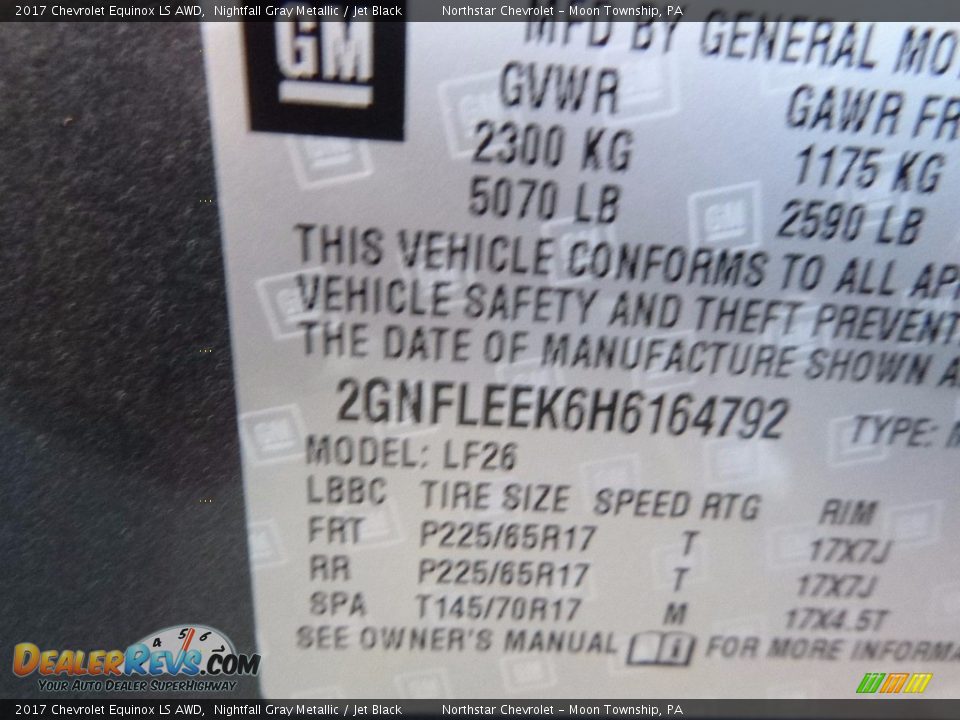 2017 Chevrolet Equinox LS AWD, Nightfall Gray Metallic / Jet Black Northstar Chevrolet – Moon Township, PA
GM
MFD BY GENERAL MO
GVWR GAWR FR
2300 KG 1175 KG
5070 LB 2590 LB
THIS VEHICLE CONFORMS TO ALL APP
VEHICLE SAFETY AND THEFT PREVENT
THE DATE OF MANUFACTURE SHOWN A
2GNFLEEK6H6164792 TYPE: M
MODEL: LF26
LBBC TIRE SIZE SPEED RTG RIM
FRT P225/65R17 T 17X7J
RR P225/65R17 T 17X7J
SPA T145/70R17 M 17X4.5T
SEE OWNER'S MANUAL i FOR MORE INFORMA
4 5 6
DEALERREVS.COM
YOUR AUTO DEALER SUPERHIGHWAY
2017 Chevrolet Equinox LS AWD, Nightfall Gray Metallic / Jet Black Northstar Chevrolet – Moon Township, PA